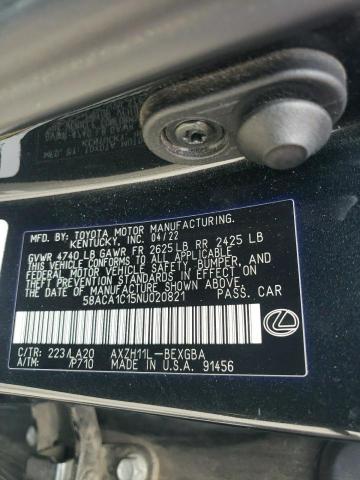 MFD. BY: TOYOTA MOTOR MANUFACTURING.
KENTUCKY, INC. 04/22
GVWR 4740 LB GAWR FR 2625 LB RR 2425 LB
THIS VEHICLE CONFORMS TO ALL APPLICABLE
FEDERAL MOTOR VEHICLE SAFETY, BUMPER, AND
THEFT PREVENTION STANDARDS IN EFFECT ON
THE DATE OF MANUFACTURE SHOWN ABOVE.
58ACA1C15NU020821 PASS. CAR
C/TR: 223/LA20 AXZH11L-BEXGBA
A/TM: /P710 MADE IN U.S.A. 91456